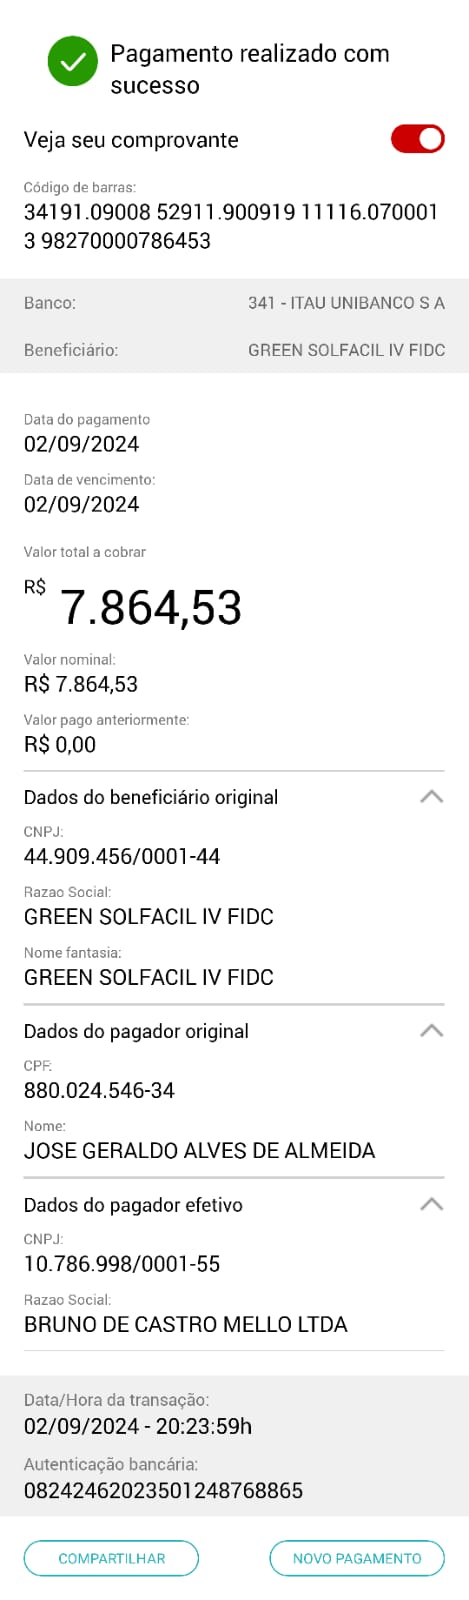 Pagamento realizado com
sucesso
Veja seu comprovante
Código de barras:
34191.09008 52911.900919 11116.070001
3 98270000786453
Banco: 341 - ITAU UNIBANCO S A
Beneficiário: GREEN SOLFACIL IV FIDC
Data do pagamento
02/09/2024
Data de vencimento:
02/09/2024
Valor total a cobrar
R$ 7.864,53
Valor nominal:
R$ 7.864,53
Valor pago anteriormente:
R$ 0,00
Dados do beneficiário original
CNPJ:
44.909.456/0001-44
Razao Social:
GREEN SOLFACIL IV FIDC
Nome fantasia:
GREEN SOLFACIL IV FIDC
Dados do pagador original
CPF:
880.024.546-34
Nome:
JOSE GERALDO ALVES DE ALMEIDA
Dados do pagador efetivo
CNPJ:
10.786.998/0001-55
Razao Social:
BRUNO DE CASTRO MELLO LTDA
Data/Hora da transação:
02/09/2024 - 20:23:59h
Autenticação bancária:
08242462023501248768865
COMPARTILHAR NOVO PAGAMENTO